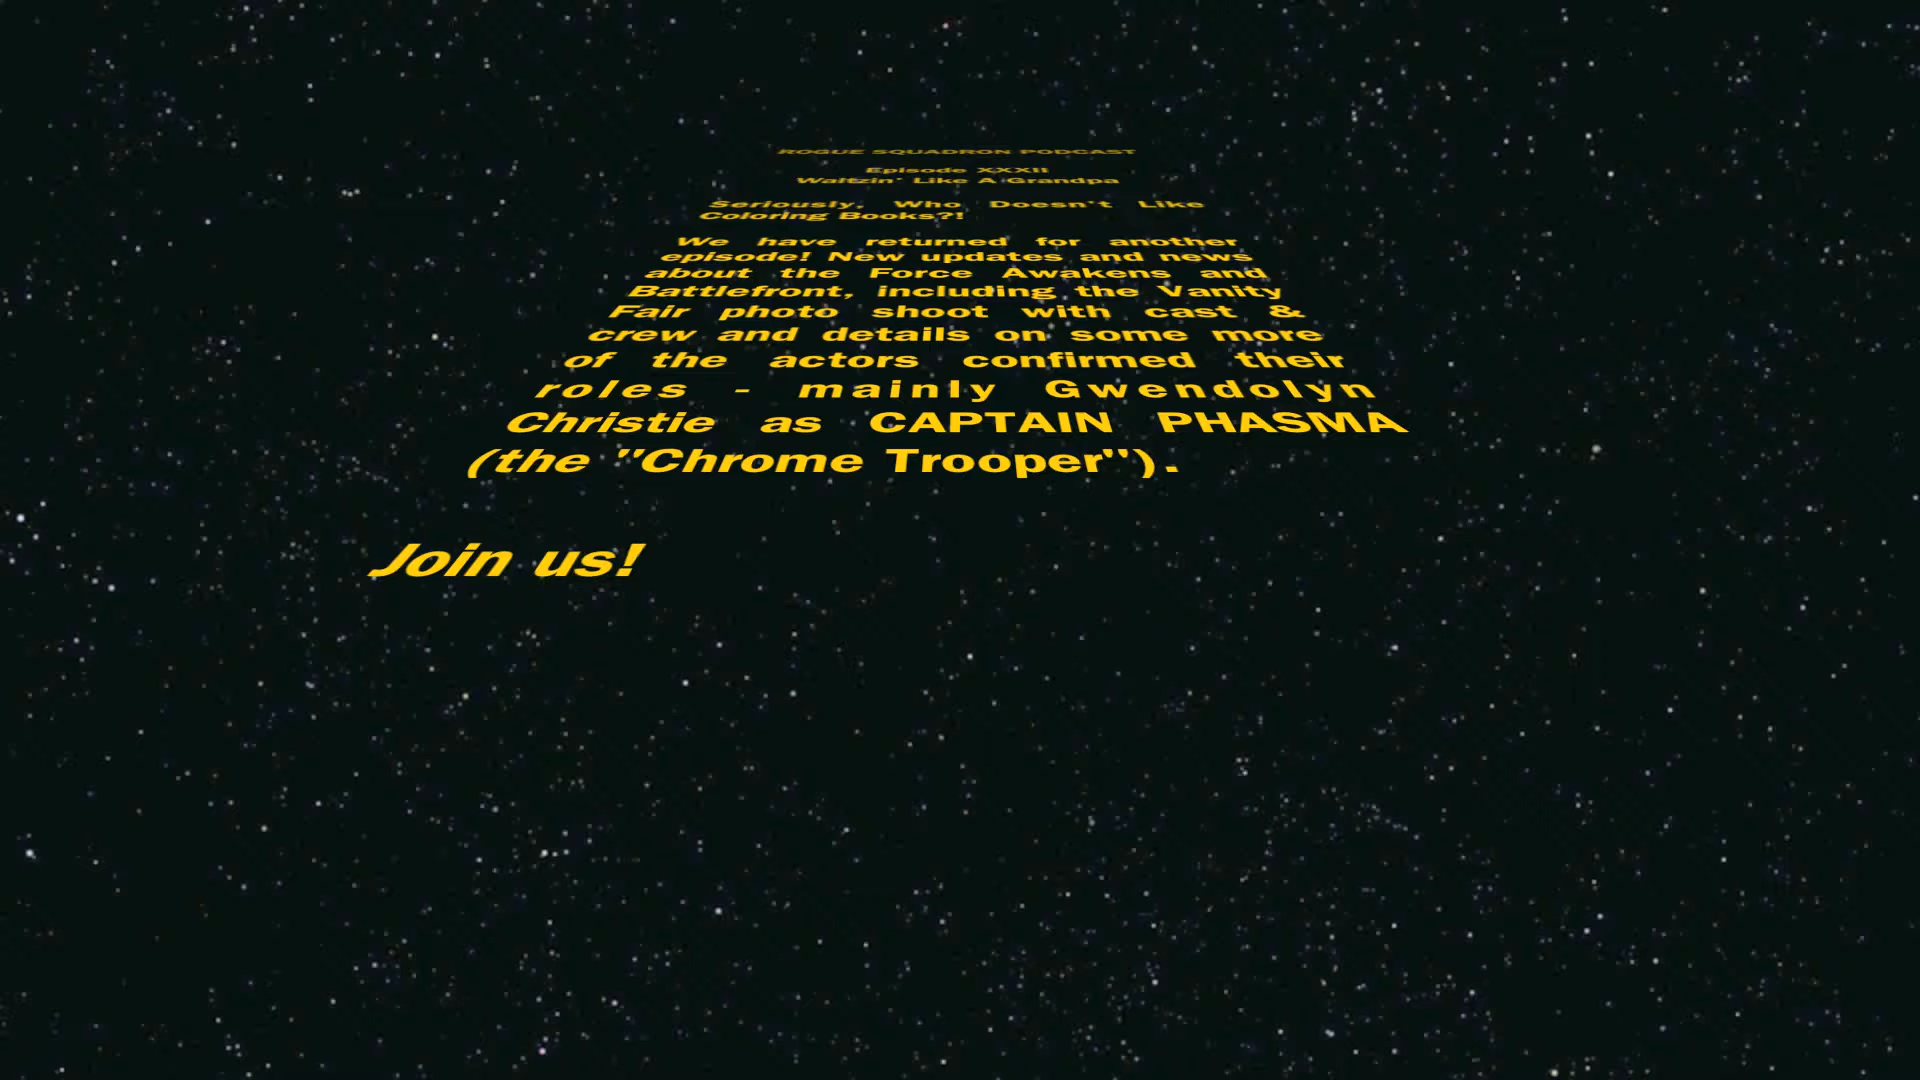 ROGUE SQUADRON PODCAST
Episode XXXII
Waltzin' Like A Grandpa
Seriously, Who Doesn't Like
Coloring Books?!
We have returned for another
episode! New updates and news
about the Force Awakens and
Battlefront, including the Vanity
Fair photo shoot with cast &
crew and details on some more
of the actors confirmed their
roles - mainly Gwendolyn
Christie as CAPTAIN PHASMA
(the "Chrome Trooper").
Join us!